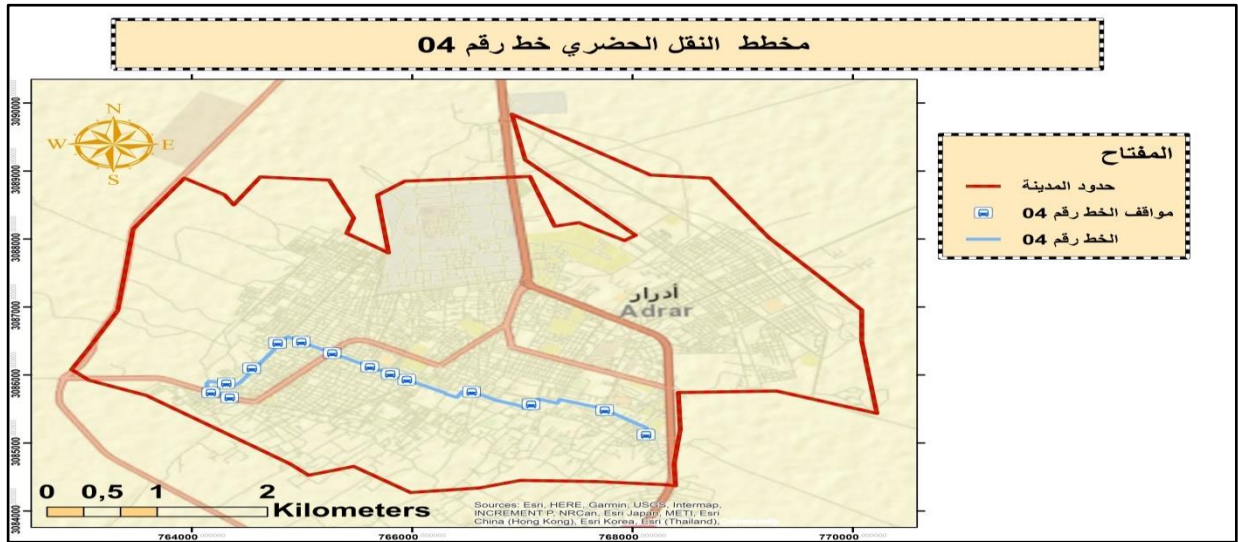 مخطط النقل الحضري خط رقم 04
3090000
3089000
3088000
3087000
3086000
3085000
3084000
N
W E
S
أدرار
Adrar
0 0,5 1 2
Kilometers
Sources: Esri, HERE, Garmin, USGS, Intermap,
INCREMENT P, NRCan, Esri Japan, METI, Esri
China (Hong Kong), Esri Korea, Esri (Thailand),
764000 766000 768000 770000
المفتاح
حدود المدينة
مواقف الخط رقم 04
الخط رقم 04